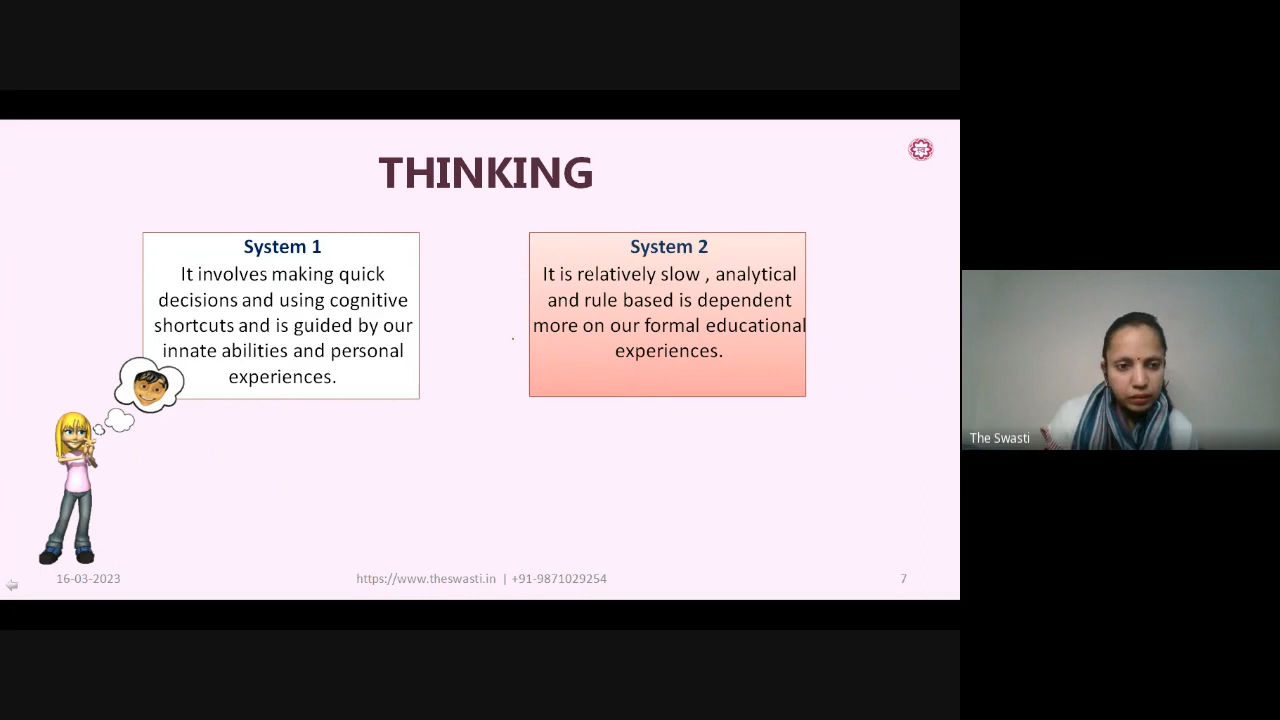 THINKING
System 1
It involves making quick
decisions and using cognitive
shortcuts and is guided by our
innate abilities and personal
experiences.
System 2
It is relatively slow , analytical
and rule based is dependent
more on our formal educational
experiences.
16-03-2023
https://www.theswasti.in | +91-9871029254
7
The Swasti